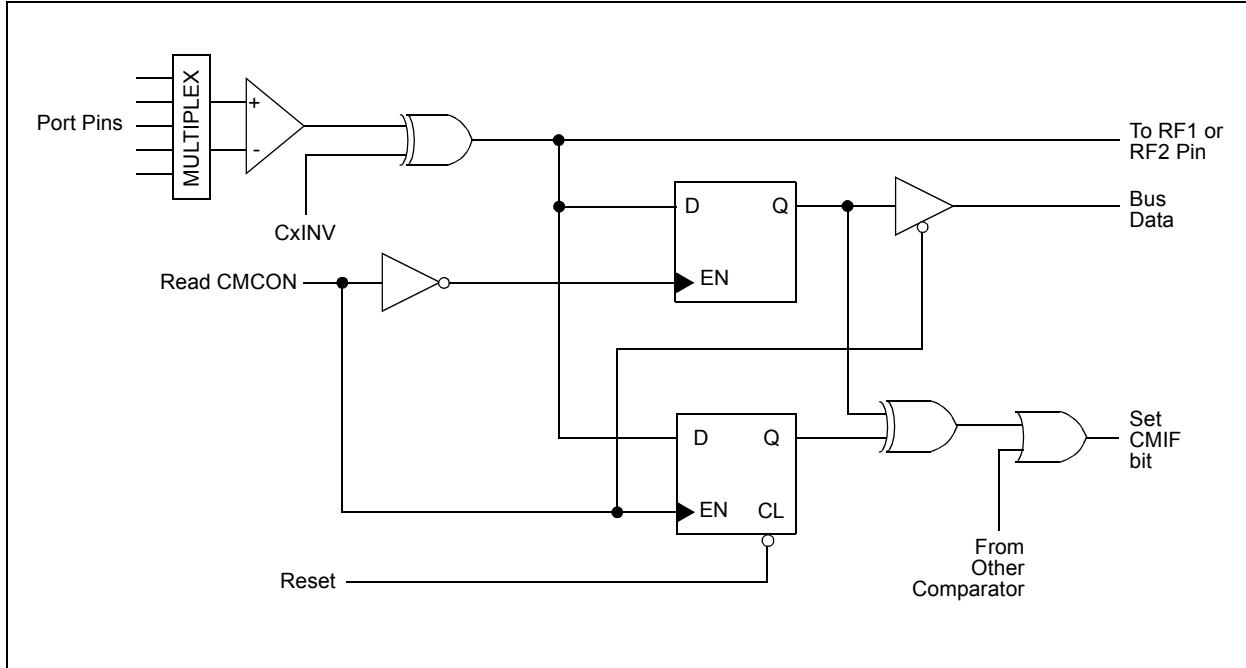 Port Pins
MULTIPLEX
+
-
CxINV
To RF1 or
RF2 Pin
D
Q
EN
Bus
Data
Read CMCON
D
Q
EN
CL
Set
CMIF
bit
From
Other
Comparator
Reset